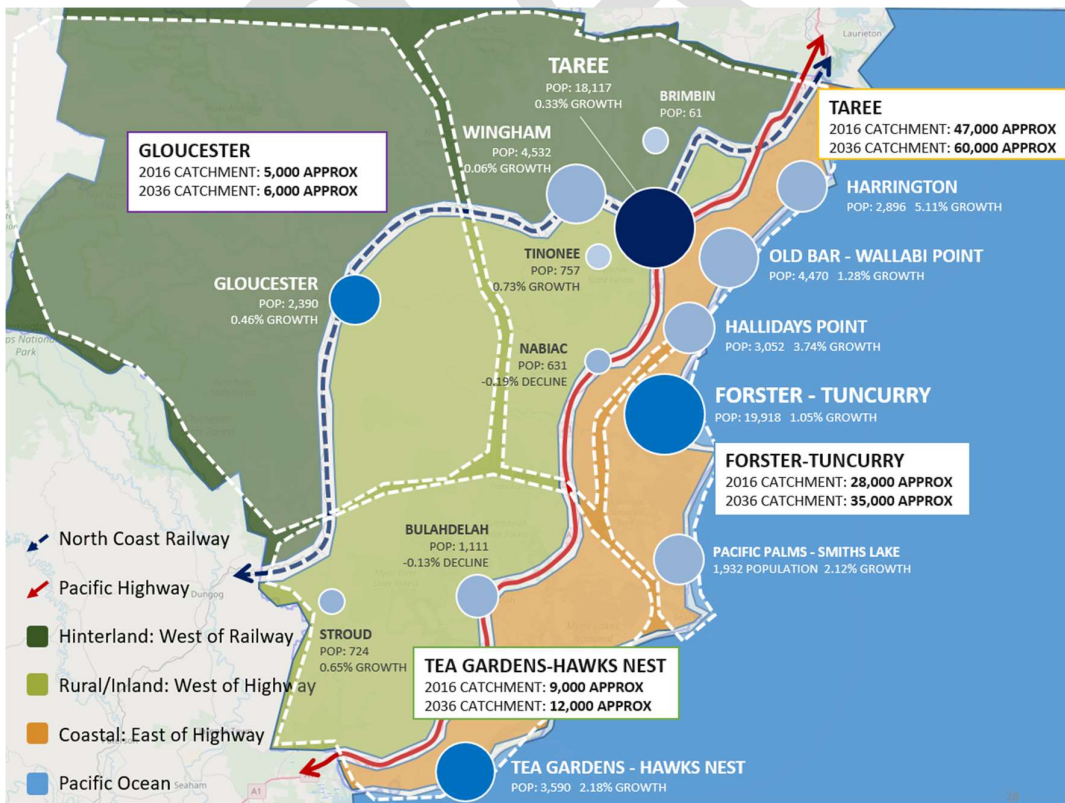 Laurieton
TAREE
POP: 18,117
0.33% GROWTH
BRIMBIN
POP: 61
WINGHAM
POP: 4,532
0.06% GROWTH
TAREE
2016 CATCHMENT: 47,000 APPROX
2036 CATCHMENT: 60,000 APPROX
GLOUCESTER
2016 CATCHMENT: 5,000 APPROX
2036 CATCHMENT: 6,000 APPROX
HARRINGTON
POP: 2,896 5.11% GROWTH
TINONEE
POP: 757
0.73% GROWTH
OLD BAR - WALLABI POINT
POP: 4,470 1.28% GROWTH
GLOUCESTER
POP: 2,390
0.46% GROWTH
Park
HALLIDAYS POINT
POP: 3,052 3.74% GROWTH
NABIAC
POP: 631
-0.19% DECLINE
FORSTER - TUNCURRY
POP: 19,918 1.05% GROWTH
FORSTER-TUNCURRY
2016 CATCHMENT: 28,000 APPROX
2036 CATCHMENT: 35,000 APPROX
BULAHDELAH
POP: 1,111
-0.13% DECLINE
PACIFIC PALMS - SMITHS LAKE
1,932 POPULATION 2.12% GROWTH
North Coast Railway
Pacific Highway
Dungog
Hinterland: West of Railway
STROUD
POP: 724
0.65% GROWTH
Rural/Inland: West of Highway
TEA GARDENS-HAWKS NEST
2016 CATCHMENT: 9,000 APPROX
2036 CATCHMENT: 12,000 APPROX
Coastal: East of Highway
Pacific Ocean
Seaham
A1
TEA GARDENS - HAWKS NEST
POP: 3,590 2.18% GROWTH